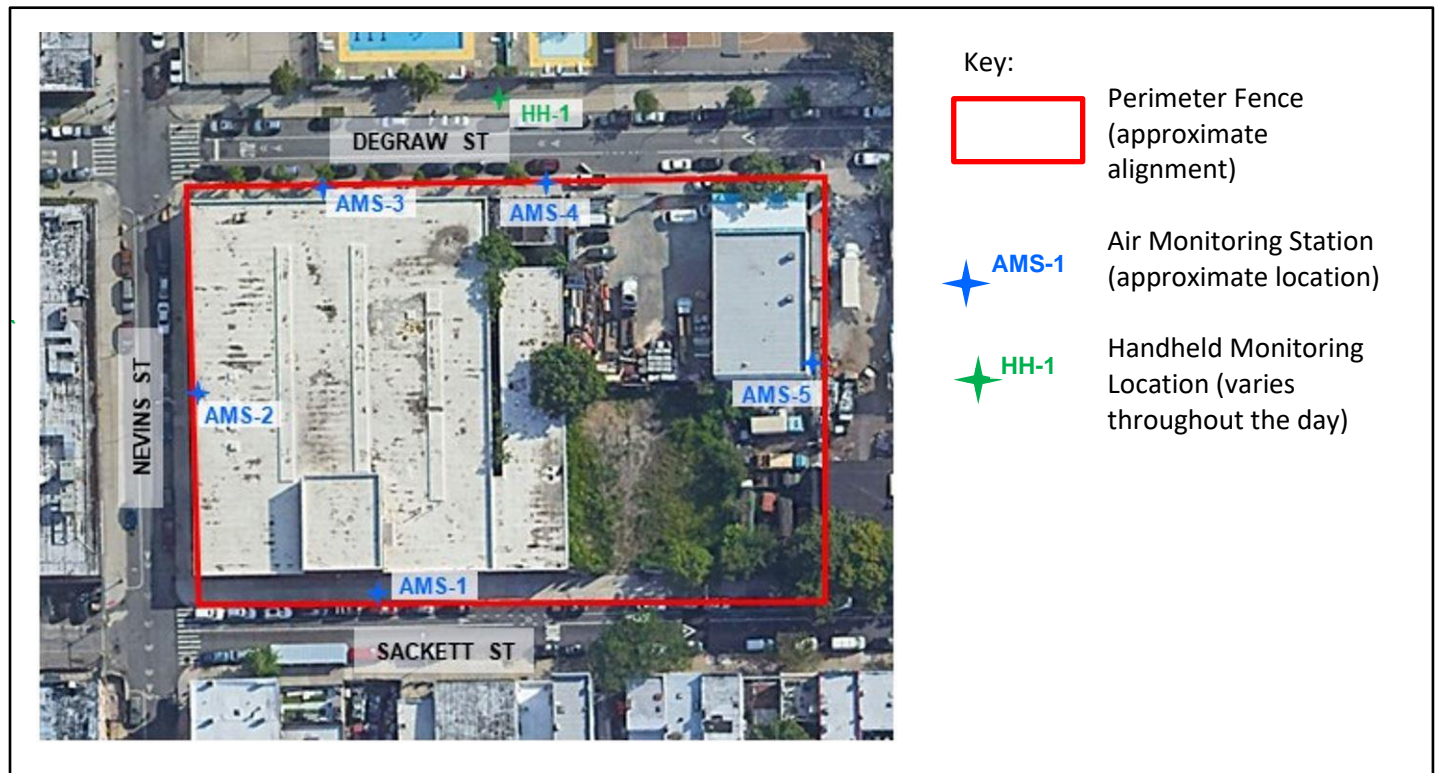 HH-1
DEGRAW ST
AMS-3
AMS-4
AMS-2
AMS-5
NEVINS ST
AMS-1
SACKETT ST
Key:
Perimeter Fence
(approximate
alignment)
AMS-1
Air Monitoring Station
(approximate location)
HH-1
Handheld Monitoring
Location (varies
throughout the day)